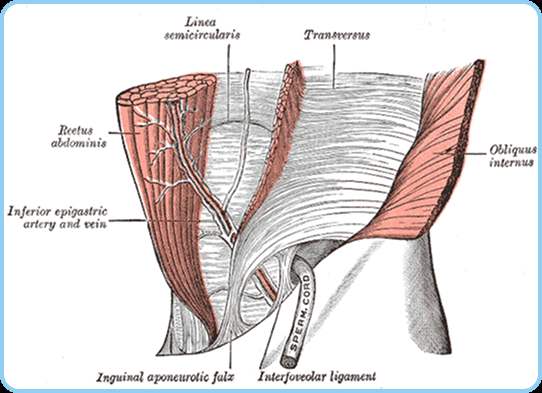 Linea
semicircularis
Transversus
Rectus
abdominis
Obliquus
internus
Inferior epigastric
artery and vein
SPERM. CORD
Inguinal aponeurotic falx
Interfoveolar ligament